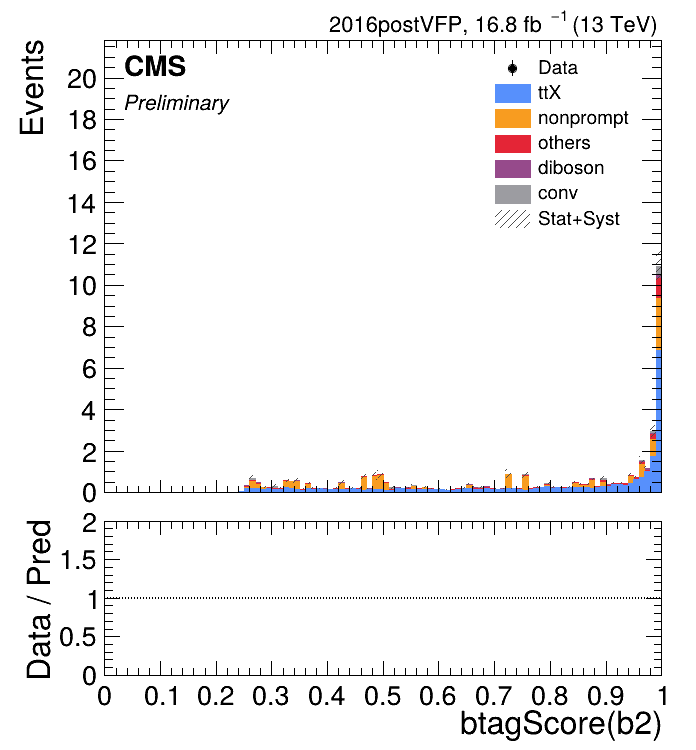 2016postVFP, 16.8 fb⁻¹ (13 TeV)
CMS
Preliminary
Events
20
18
16
14
12
10
8
6
4
2
0
Data
ttX
nonprompt
others
diboson
conv
Stat+Syst
Data / Pred
2
1.5
1
0.5
0
0 0.1 0.2 0.3 0.4 0.5 0.6 0.7 0.8 0.9 1
btagScore(b2)